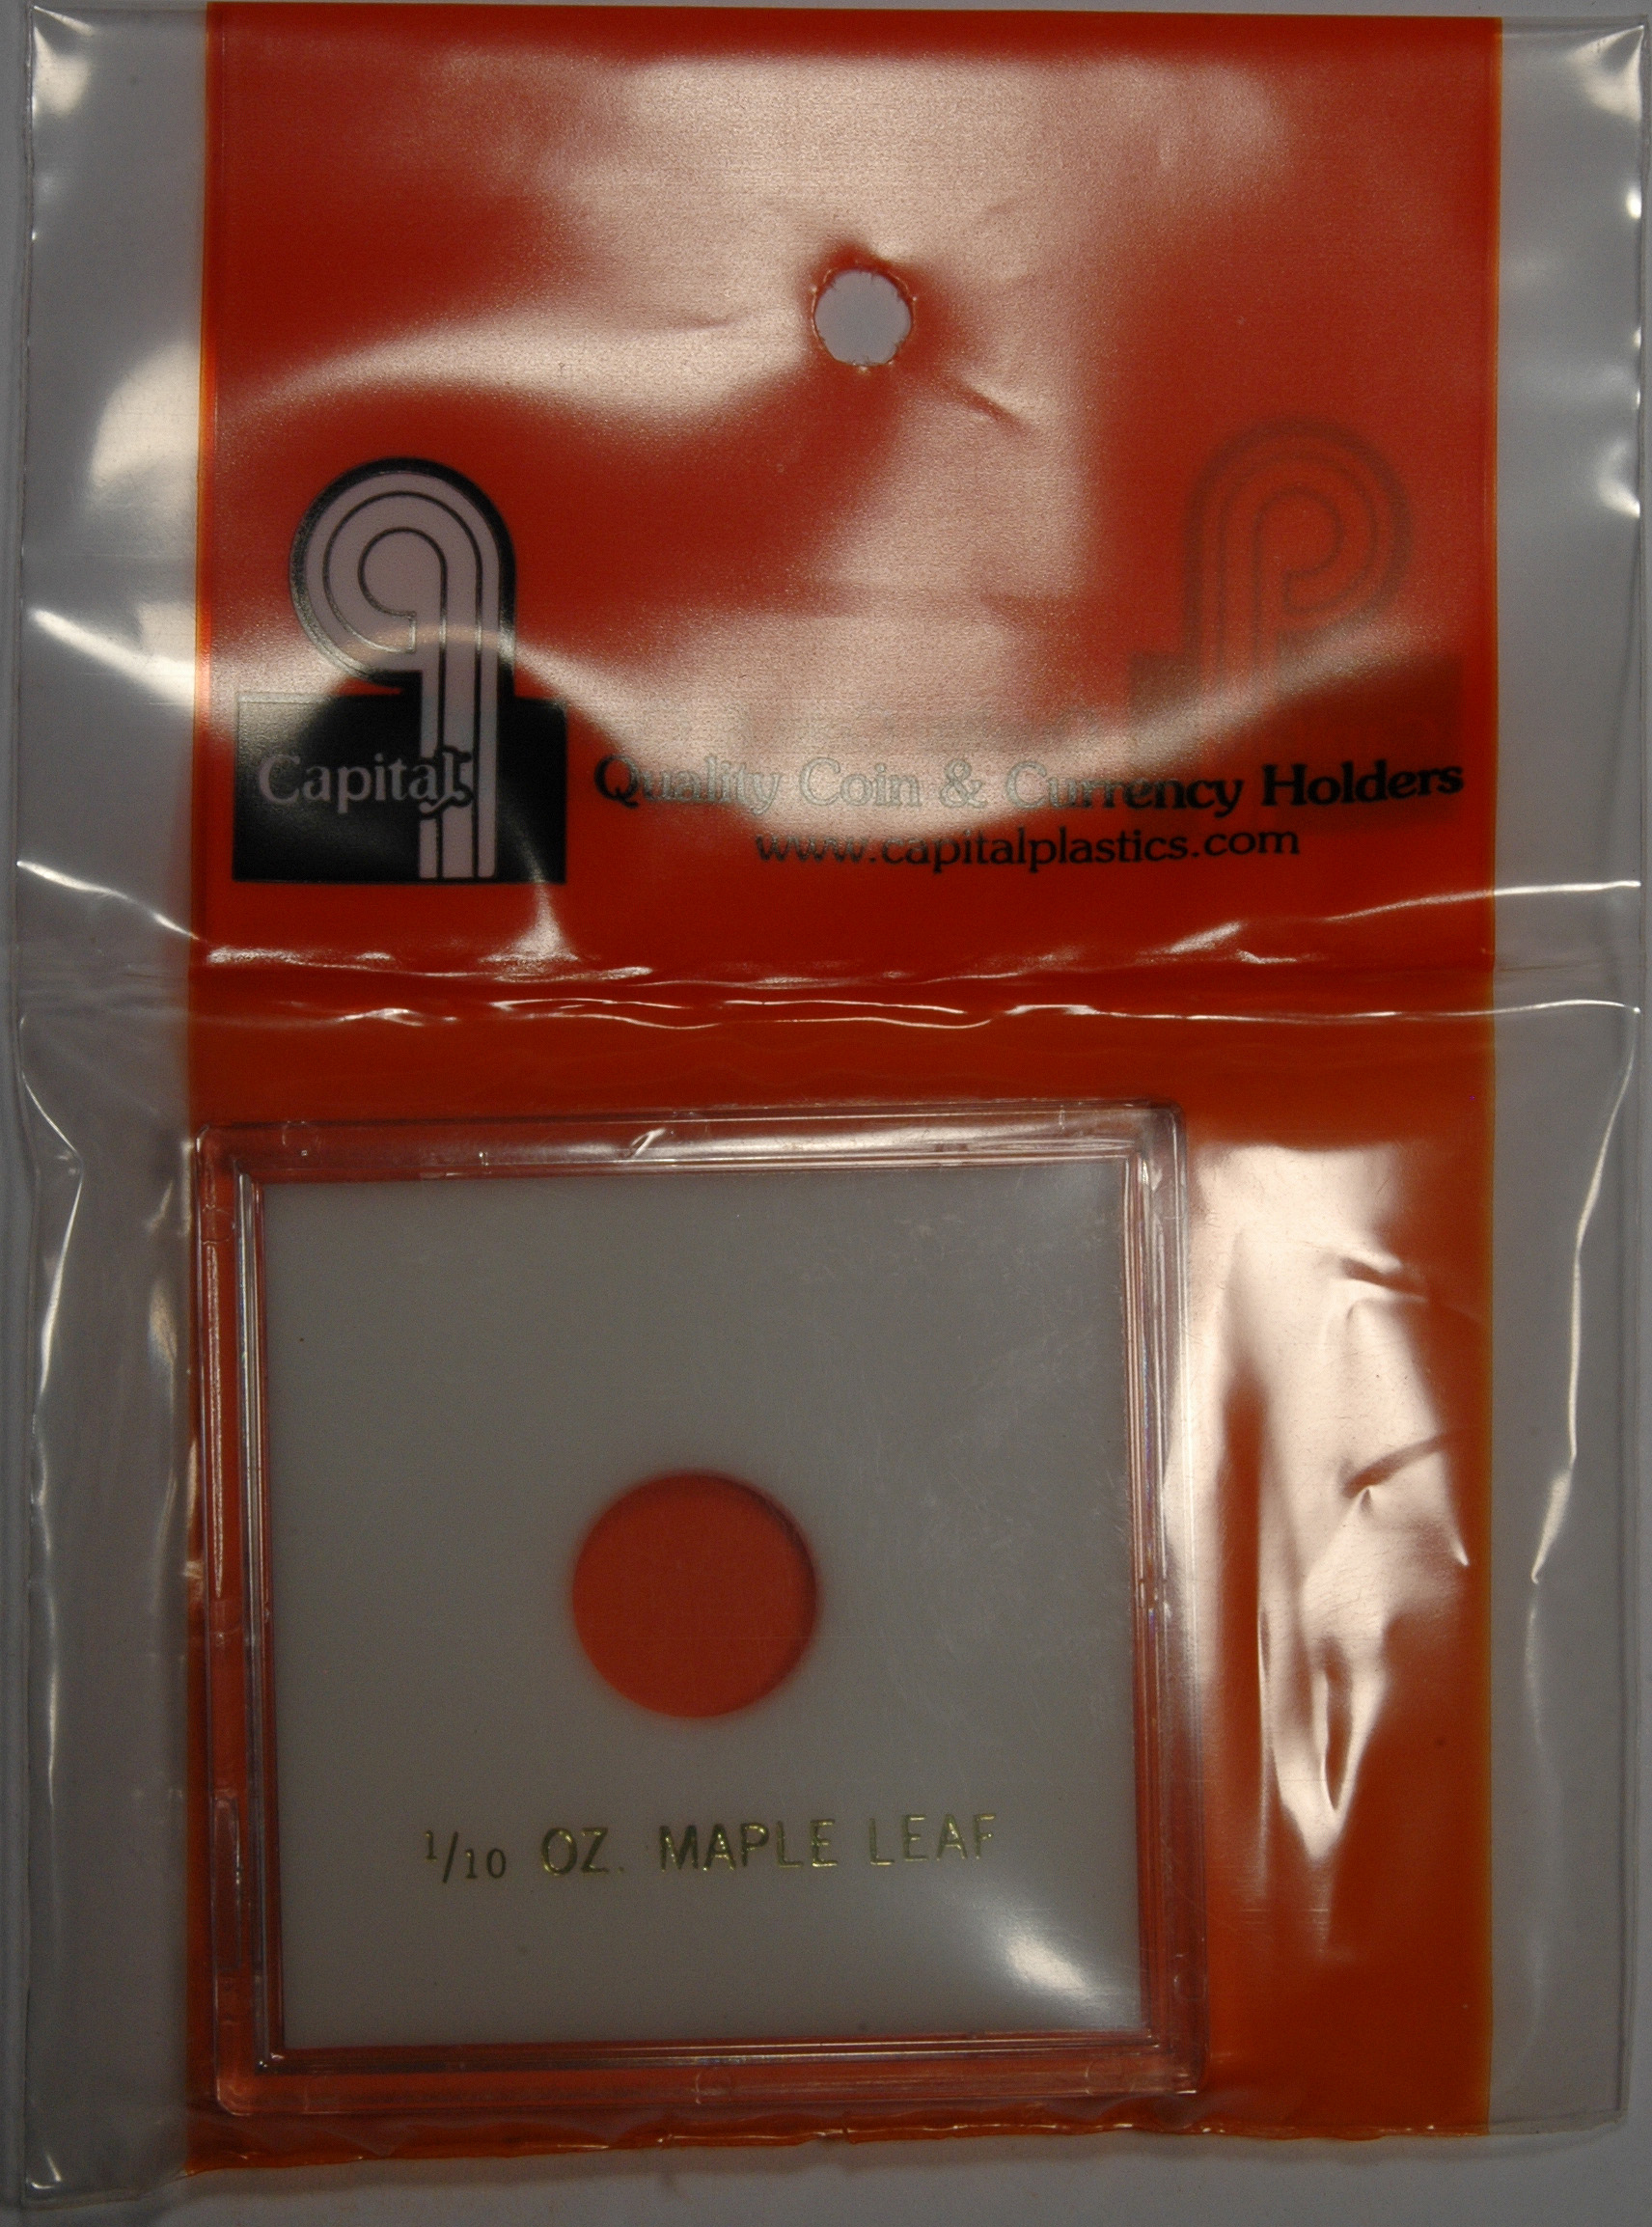 Capital
Quality Coin & Currency Holders
www.capitalplastics.com
1/10 OZ. MAPLE LEAF